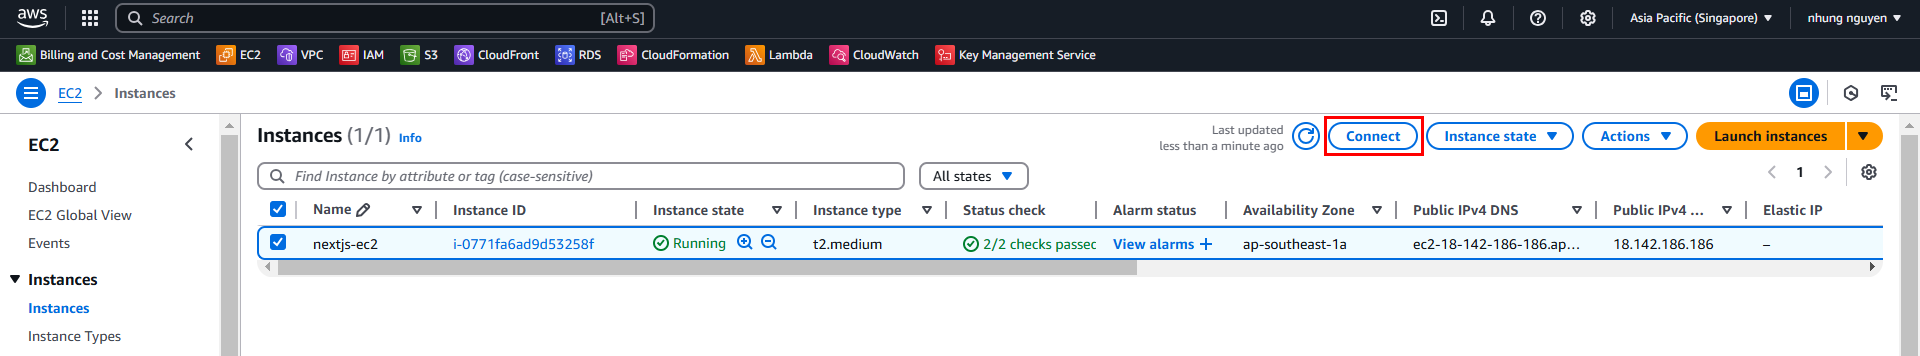 aws Search [Alt+S] Asia Pacific (Singapore) nhung nguyen
Billing and Cost Management EC2 VPC IAM S3 CloudFront RDS CloudFormation Lambda CloudWatch Key Management Service
EC2 Instances
EC2
Dashboard
EC2 Global View
Events
Instances
Instances
Instance Types
Instances (1/1) Info
Last updated
less than a minute ago
Connect Instance state Actions Launch instances
Find Instance by attribute or tag (case-sensitive) All states 1
Name Instance ID Instance state Instance type Status check Alarm status Availability Zone Public IPv4 DNS Public IPv4 ... Elastic IP
nextjs-ec2 i-0771fa6ad9d53258f Running t2.medium 2/2 checks passec View alarms + ap-southeast-1a ec2-18-142-186-186.ap... 18.142.186.186 –